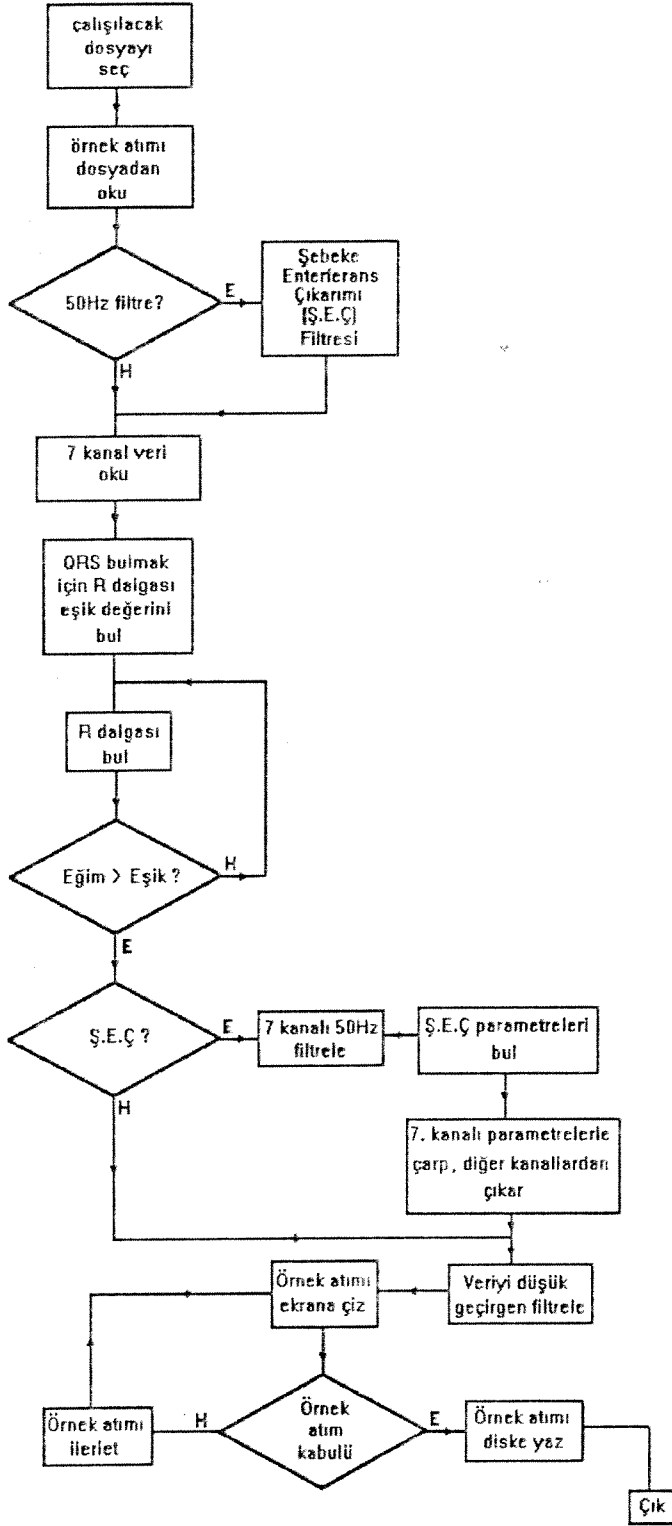 çalışılacak
dosyayı
seç
örnek atımı
dosyadan
oku
50Hz filtre?
E
Şebeke
Enterferans
Çıkarımı
(Ş.E.Ç)
Filtresi
H
7 kanal veri
oku
QRS bulmak
için R dalgası
eşik değerini
bul
R dalgası
bul
Eğim > Eşik ?
H
E
Ş.E.Ç ?
E
7 kanalı 50Hz
filtrele
Ş.E.Ç parametreleri
bul
H
7. kanalı parametrelerle
çarp, diğer kanallardan
çıkar
Veriyi düşük
geçirgen filtrele
Örnek atımı
ekrana çiz
Örnek
atım
kabulü
H
Örnek atımı
ilerlet
E
Örnek atımı
diske yaz
Çık